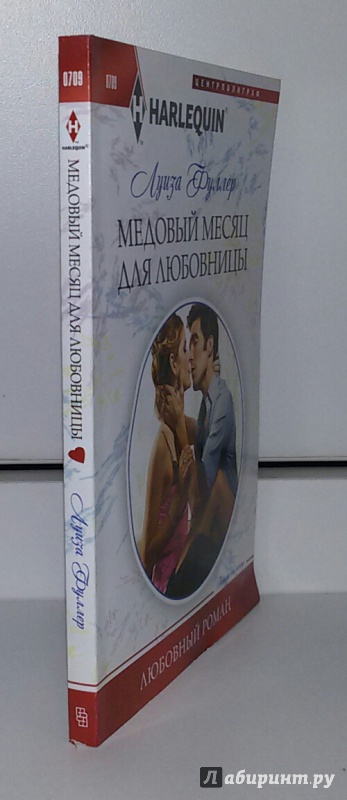 0709
HARLEQUIN®
МЕДОВЫЙ МЕСЯЦ ДЛЯ ЛЮБОВНИЦЫ
Луиза Фуллер
0709
ЦЕНТРПОЛИГРАФ
HARLEQUIN®
Луиза Фуллер
МЕДОВЫЙ МЕСЯЦ
ДЛЯ ЛЮБОВНИЦЫ
ЛЮБОВНЫЙ РОМАН
Лабиринт.ру